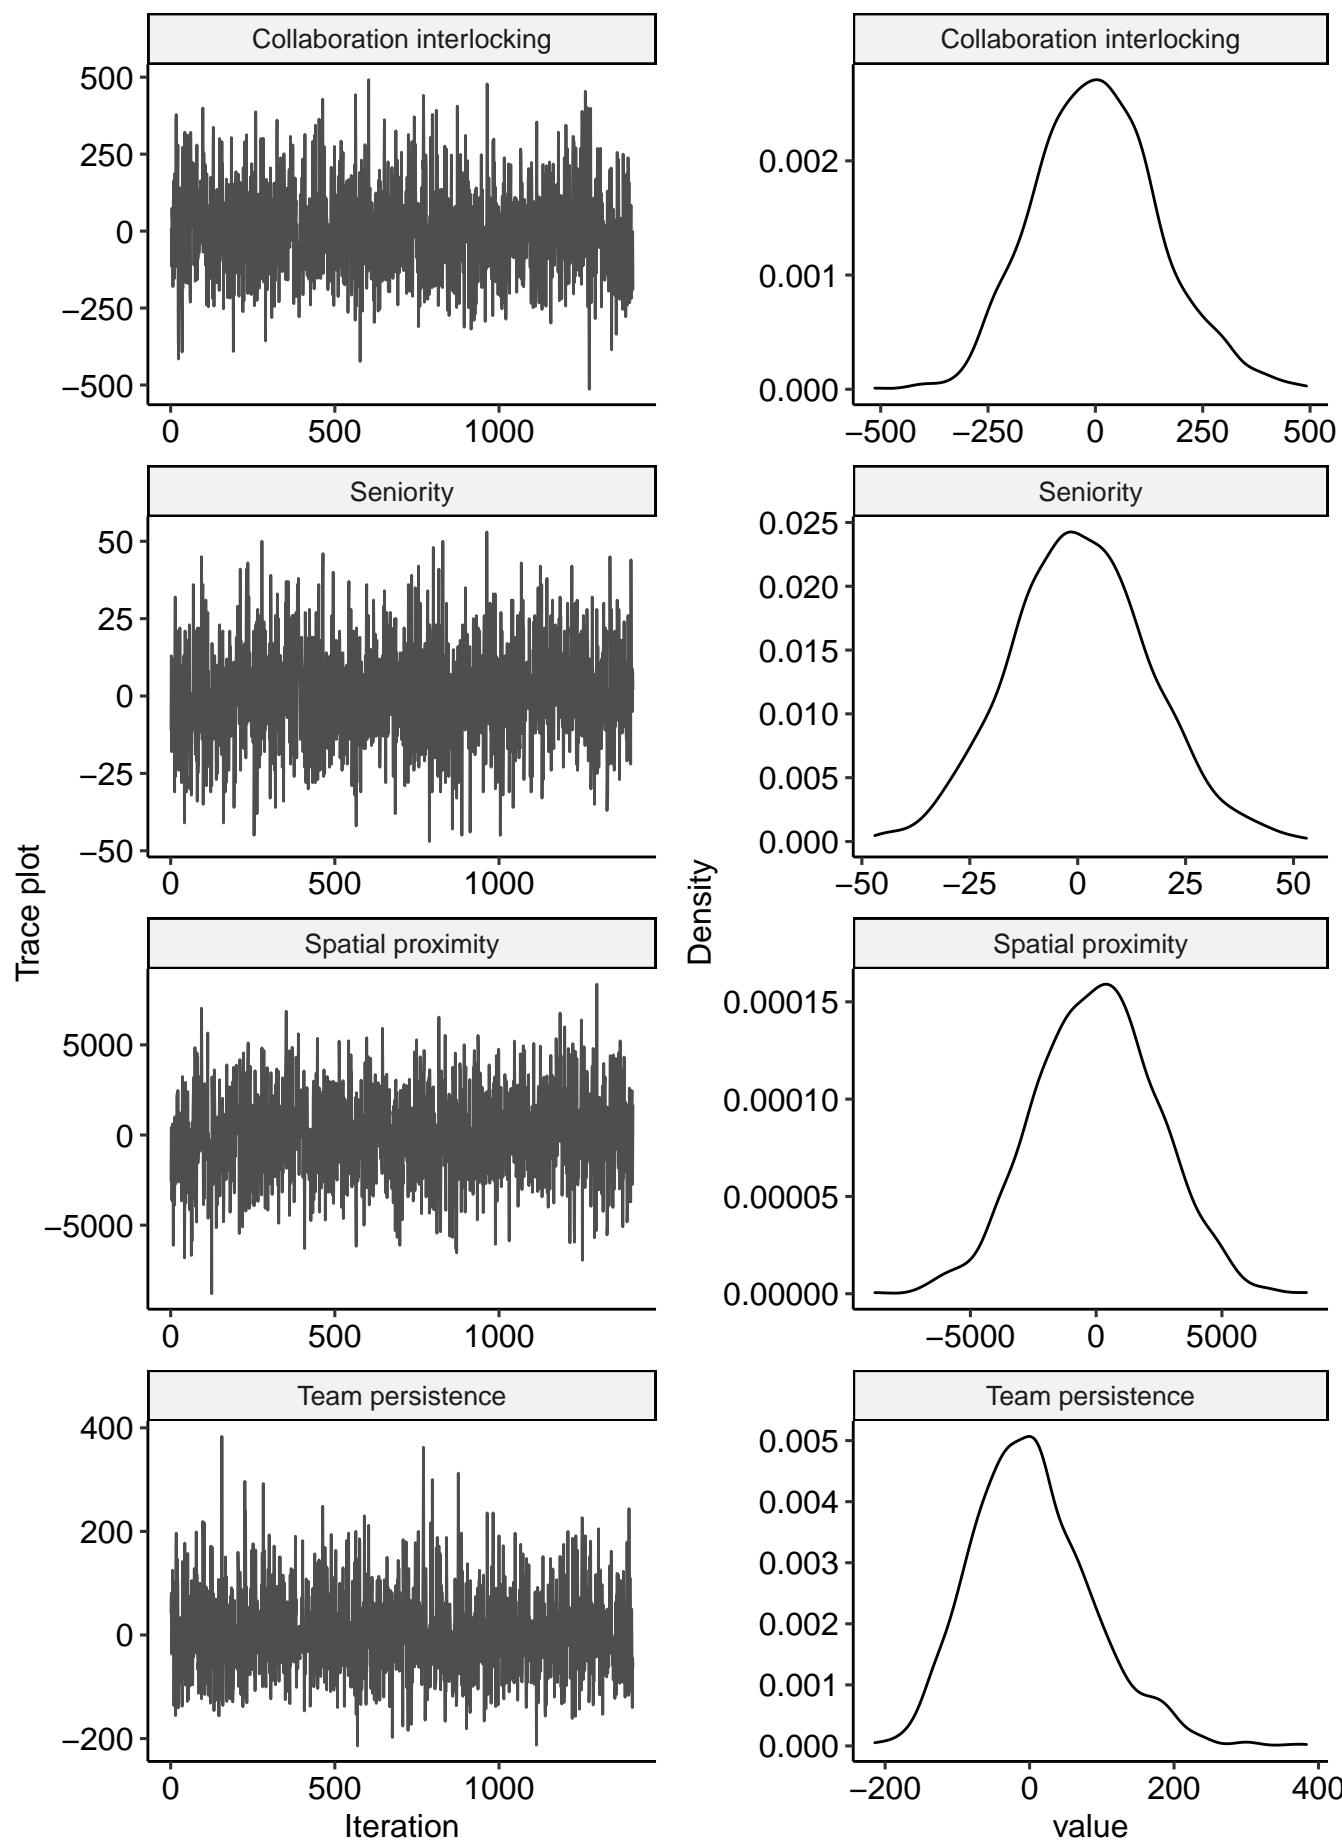 Collaboration interlocking
Collaboration interlocking
500
250
0
−250
−500
0 500 1000
0.002
0.001
0.000
−500 −250 0 250 500
Seniority
Seniority
50
25
0
−25
−50
0 500 1000
0.025
0.020
0.015
0.010
0.005
0.000
−50 −25 0 25 50
Trace plot
Density
Spatial proximity
Spatial proximity
5000
0
−5000
0 500 1000
0.00015
0.00010
0.00005
0.00000
−5000 0 5000
Team persistence
Team persistence
400
200
0
−200
0 500 1000
Iteration
0.005
0.004
0.003
0.002
0.001
0.000
−200 0 200 400
value